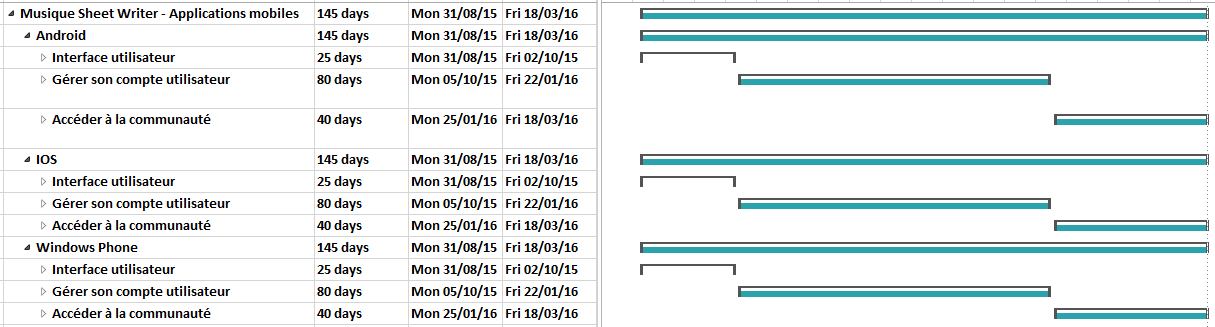 Musique Sheet Writer - Applications mobiles 145 days Mon 31/08/15 Fri 18/03/16
Android 145 days Mon 31/08/15 Fri 18/03/16
Interface utilisateur 25 days Mon 31/08/15 Fri 02/10/15
Gérer son compte utilisateur 80 days Mon 05/10/15 Fri 22/01/16
Accéder à la communauté 40 days Mon 25/01/16 Fri 18/03/16
IOS 145 days Mon 31/08/15 Fri 18/03/16
Interface utilisateur 25 days Mon 31/08/15 Fri 02/10/15
Gérer son compte utilisateur 80 days Mon 05/10/15 Fri 22/01/16
Accéder à la communauté 40 days Mon 25/01/16 Fri 18/03/16
Windows Phone 145 days Mon 31/08/15 Fri 18/03/16
Interface utilisateur 25 days Mon 31/08/15 Fri 02/10/15
Gérer son compte utilisateur 80 days Mon 05/10/15 Fri 22/01/16
Accéder à la communauté 40 days Mon 25/01/16 Fri 18/03/16